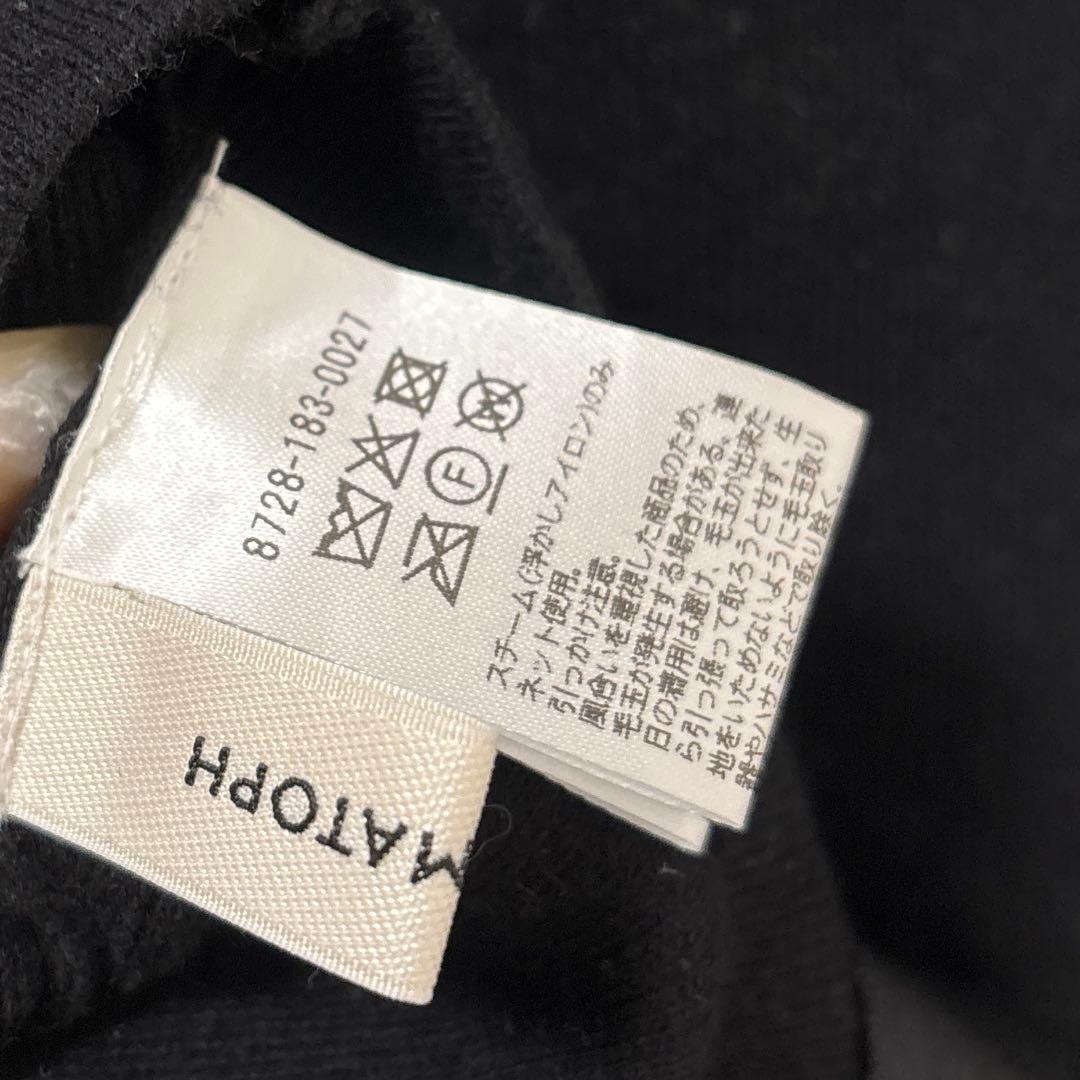 8728-183-0027
F
W
スチーム(浮かしアイロン)のみ
ネット使用。
引っかけ注意。
風合いを重視した商品のため、
毛玉が発生する場合がある。連
日の着用は避け、毛玉が出来た
ら引っ張って取ろうとせず、生
地をいためないように毛玉取り
器やハサミなどで取り除く。
MATOPH